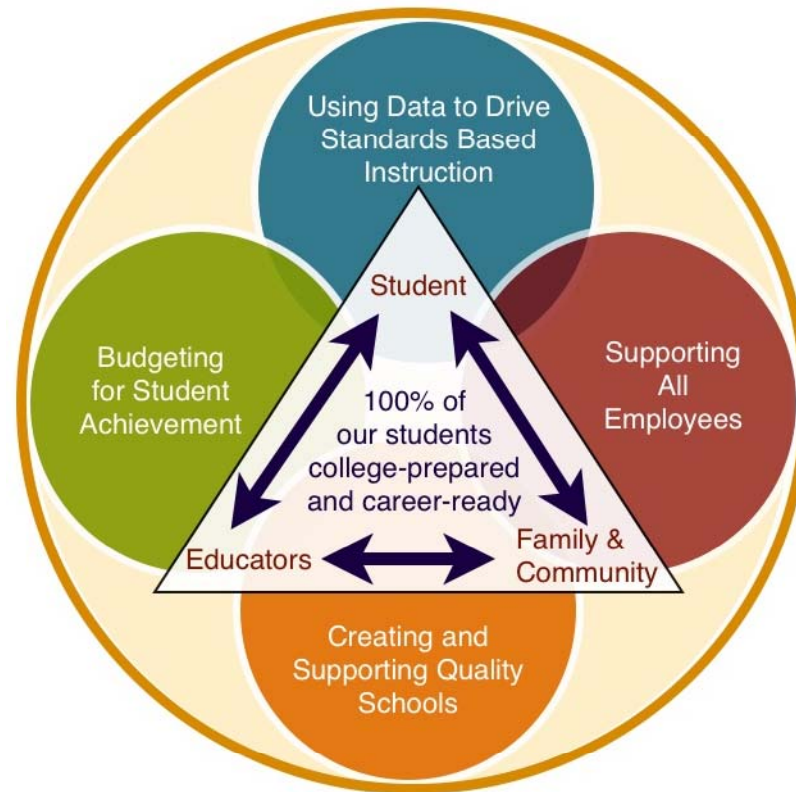 Using Data to Drive
Standards Based
Instruction
Student
Budgeting
for Student
Achievement
Supporting
All
Employees
100% of
our students
college-prepared
and career-ready
Educators
Family &
Community
Creating and
Supporting Quality
Schools